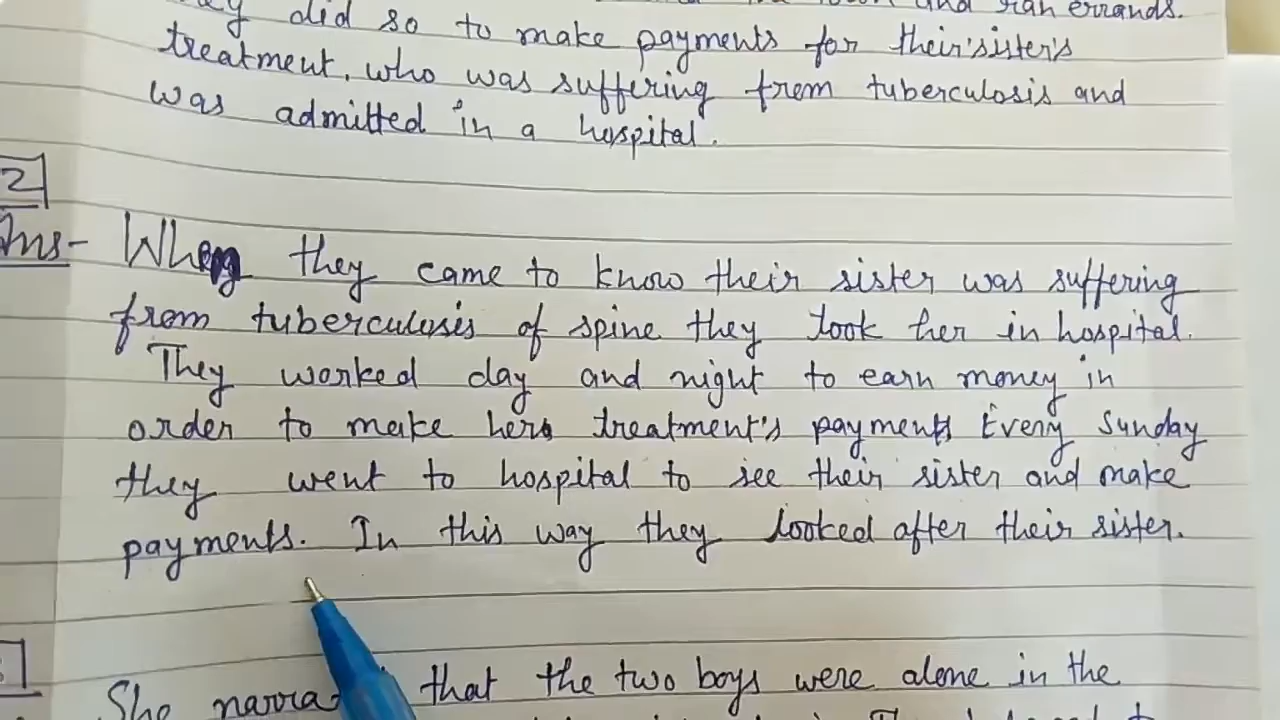 did so to make payments for their sister's
treatment. who was suffering from tuberculosis and
was admitted in a hospital.
2
Ans- When they came to know their sister was suffering
from tuberculosis of spine they took her in hospital.
They worked day and night to earn money in
order to make her treatment's payments Every Sunday
they went to hospital to see their sister and make
payments. In this way they looked after their sister.
She that the two boys were alone in the